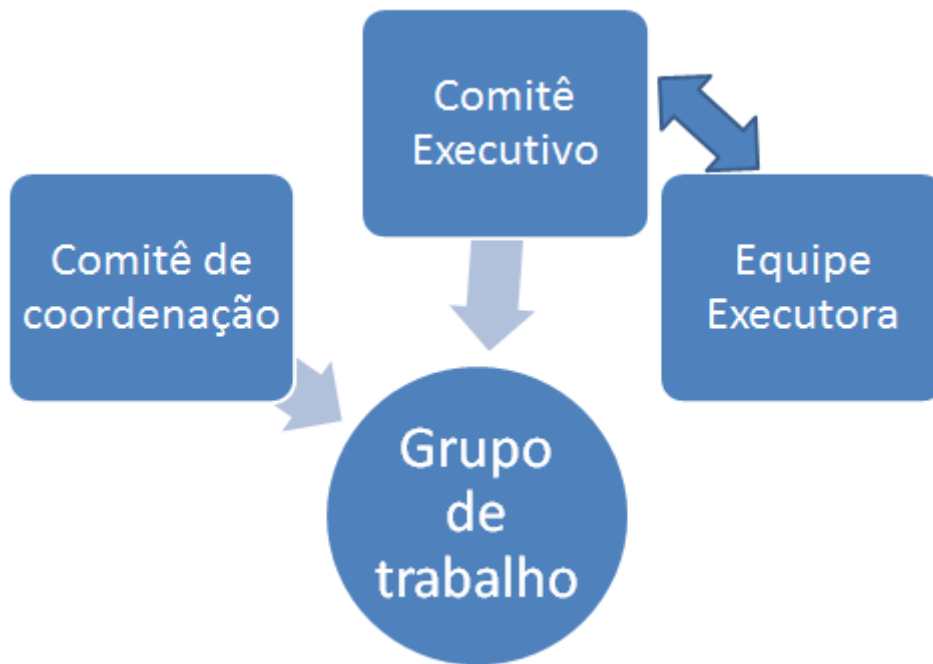 Comitê
Executivo
Comitê de
coordenação
Equipe
Executora
Grupo
de
trabalho